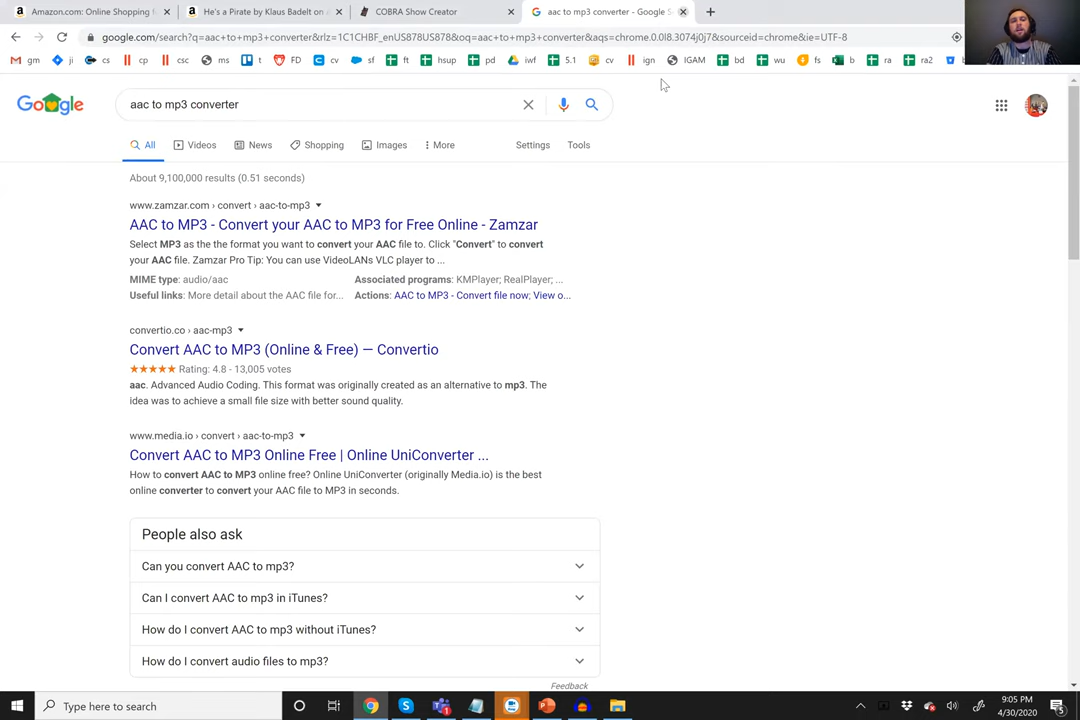 Amazon.com: Online Shopping f
He's a Pirate by Klaus Badelt on a
COBRA Show Creator
aac to mp3 converter - Google S
google.com/search?q=aac+to+mp3+converter&rlz=1C1CHBF_enUS878US878&oq=aac+to+mp3+converter&aqs=chrome.0.0l8.3074j0j7&sourceid=chrome&ie=UTF-8
gm ji cs cp csc ms t FD cv sf ft hsup pd iwf 5.1 cv ign IGAM bd wu fs b ra ra2 b
Google
aac to mp3 converter
All Videos News Shopping Images More Settings Tools
About 9,100,000 results (0.51 seconds)
www.zamzar.com › convert › aac-to-mp3
AAC to MP3 - Convert your AAC to MP3 for Free Online - Zamzar
Select MP3 as the the format you want to convert your AAC file to. Click "Convert" to convert
your AAC file. Zamzar Pro Tip: You can use VideoLANs VLC player to ...
MIME type: audio/aac Associated programs: KMPlayer; RealPlayer; ...
Useful links: More detail about the AAC file for... Actions: AAC to MP3 - Convert file now; View o...
convertio.co › aac-mp3
Convert AAC to MP3 (Online & Free) — Convertio
★★★★★ Rating: 4.8 - 13,005 votes
aac. Advanced Audio Coding. This format was originally created as an alternative to mp3. The
idea was to achieve a small file size with better sound quality.
www.media.io › convert › aac-to-mp3
Convert AAC to MP3 Online Free | Online UniConverter ...
How to convert AAC to MP3 online free? Online UniConverter (originally Media.io) is the best
online converter to convert your AAC file to MP3 in seconds.
People also ask
Can you convert AAC to mp3?
Can I convert AAC to mp3 in iTunes?
How do I convert AAC to mp3 without iTunes?
How do I convert audio files to mp3?
Feedback
Type here to search
9:05 PM
4/30/2020